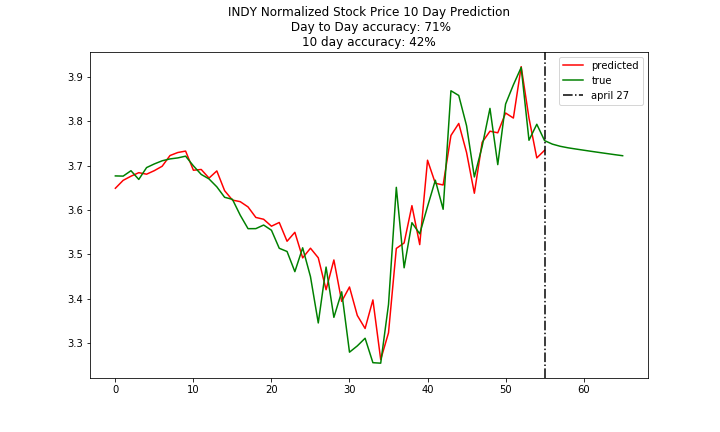 INDY Normalized Stock Price 10 Day Prediction
Day to Day accuracy: 71%
10 day accuracy: 42%
predicted
true
april 27
3.9
3.8
3.7
3.6
3.5
3.4
3.3
0 10 20 30 40 50 60